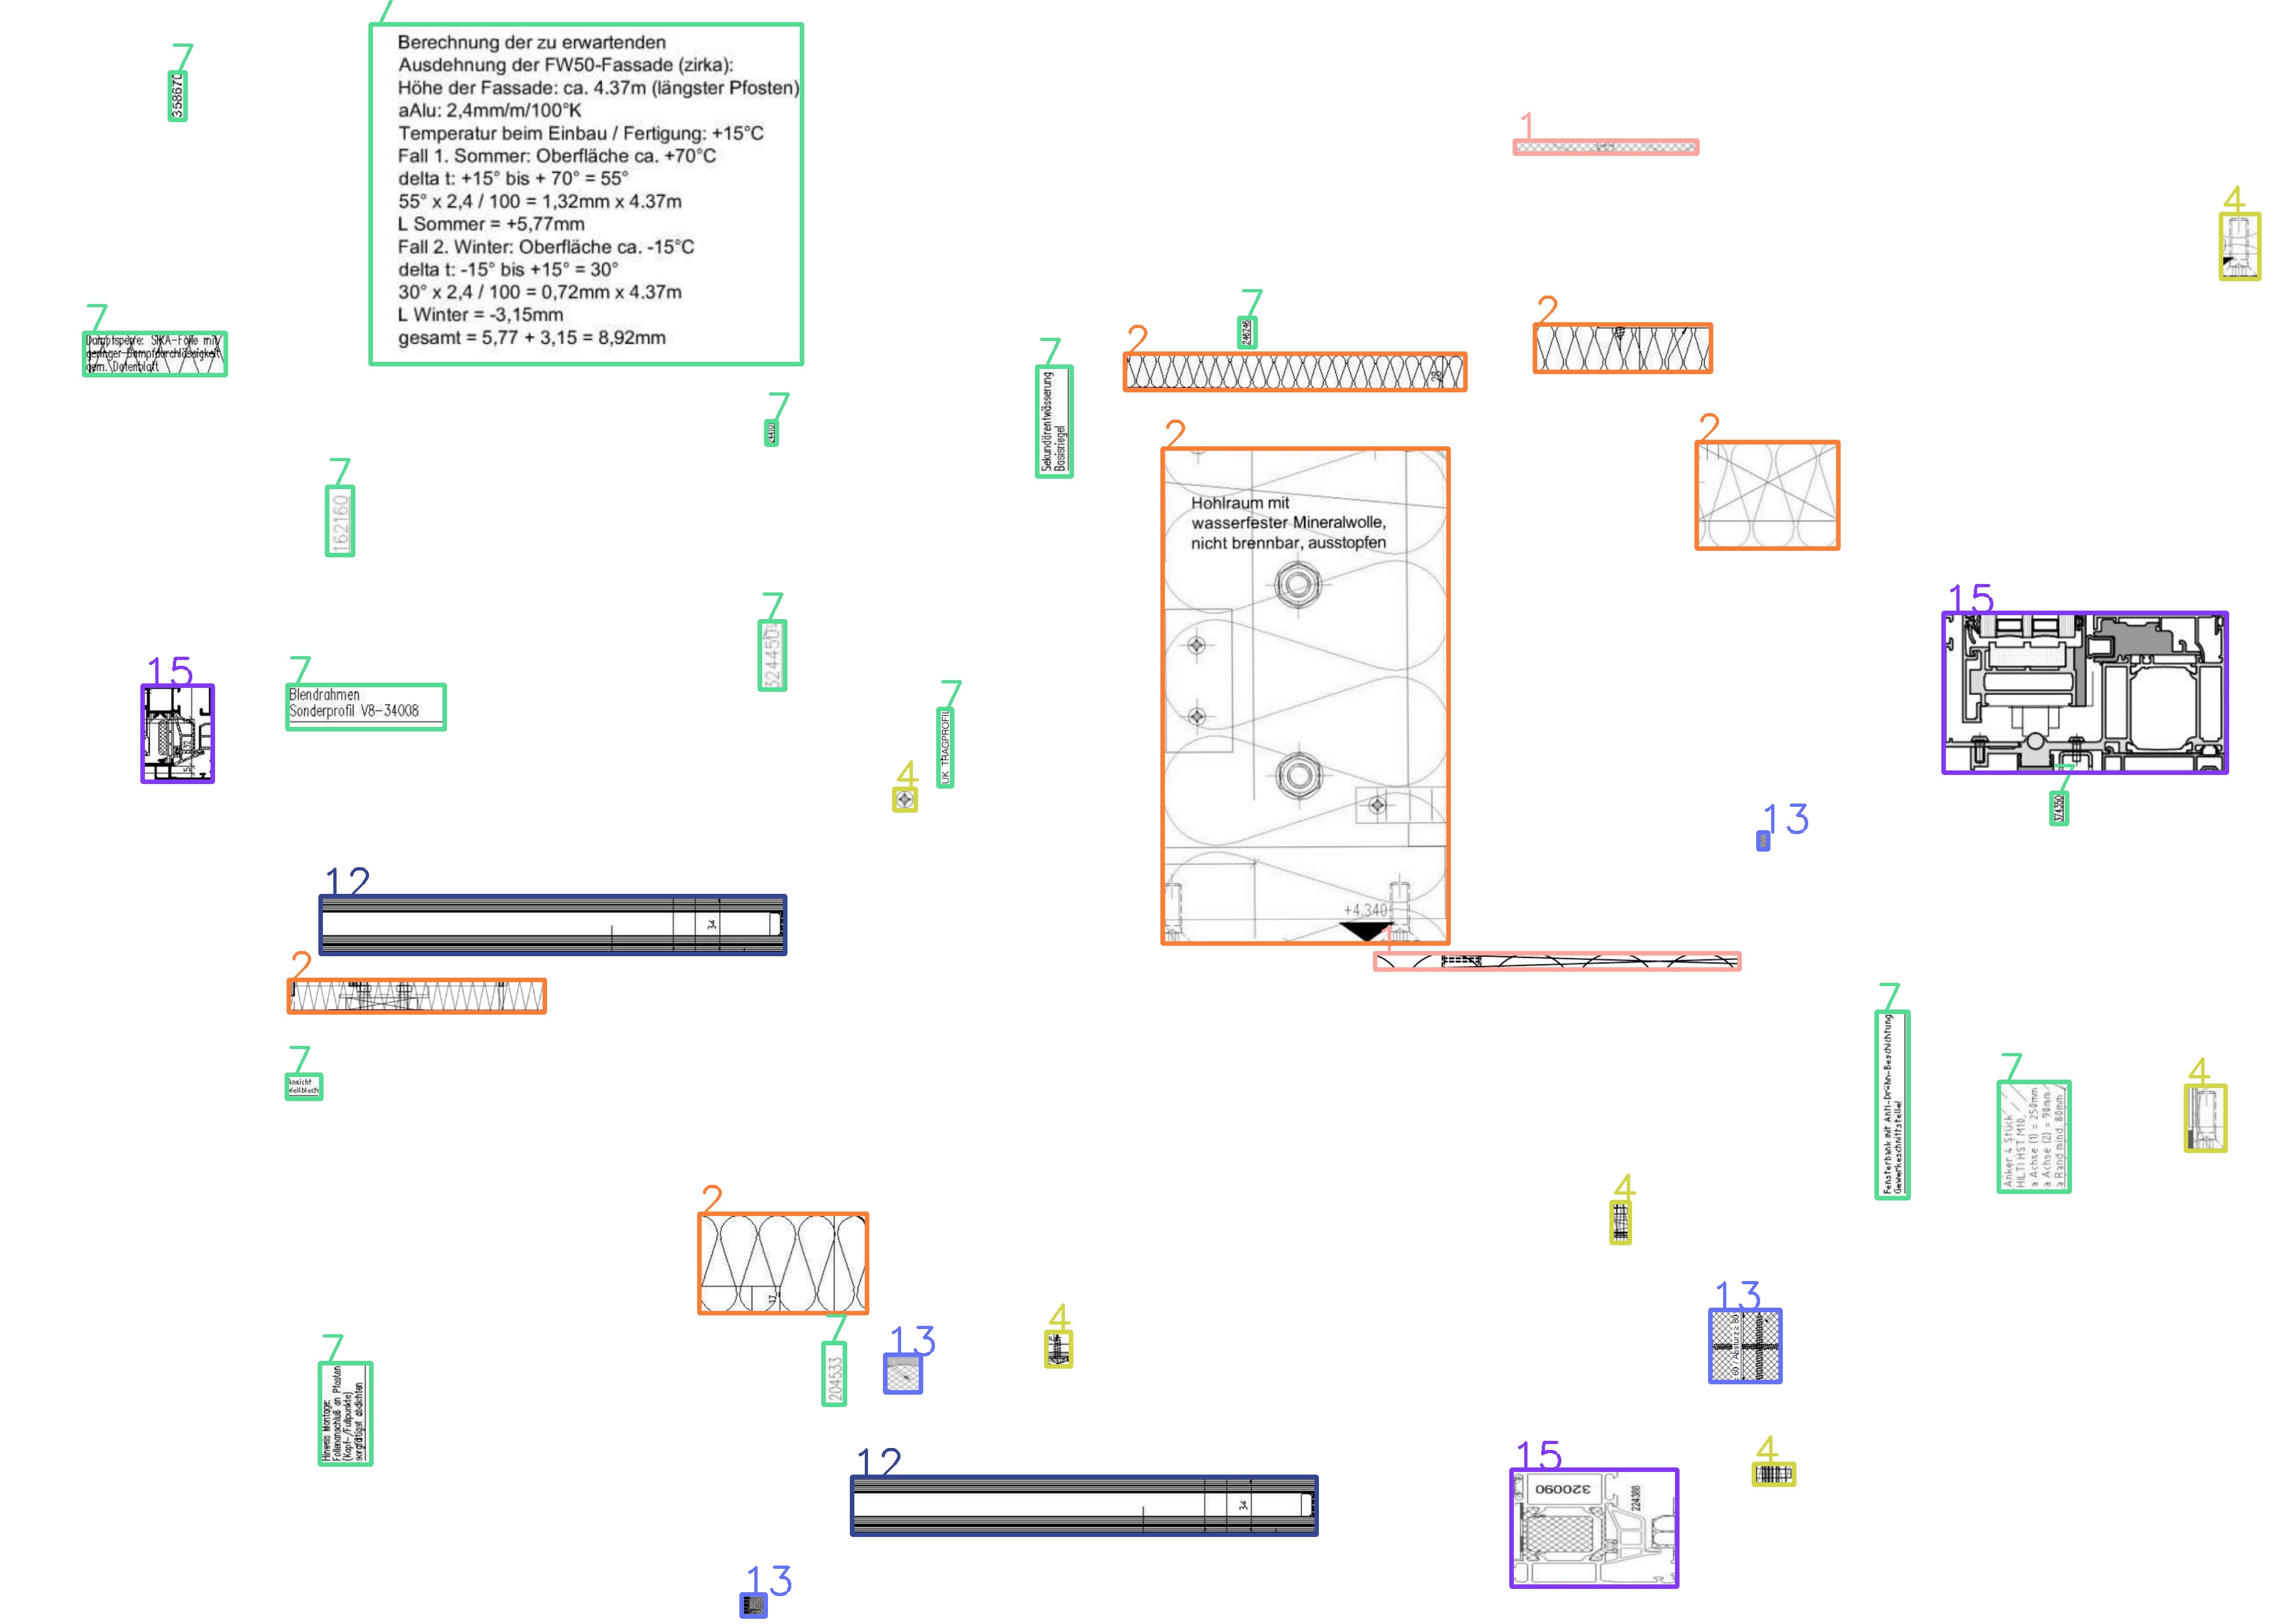 7
358670
7
Berechnung der zu erwartenden
Ausdehnung der FW50-Fassade (zirka):
Höhe der Fassade: ca. 4.37m (längster Pfosten)
aAlu: 2,4mm/m/100°K
Temperatur beim Einbau / Fertigung: +15°C
Fall 1. Sommer: Oberfläche ca. +70°C
delta t: +15° bis + 70° = 55°
55° x 2,4 / 100 = 1,32mm x 4.37m
L Sommer = +5,77mm
Fall 2. Winter: Oberfläche ca. -15°C
delta t: -15° bis +15° = 30°
30° x 2,4 / 100 = 0,72mm x 4.37m
L Winter = -3,15mm
gesamt = 5,77 + 3,15 = 8,92mm
1
4
7
Dampfsperre: SIKA-Folie mit
geringer Dampfdurchlässigkeit
gem. Datenblatt
7
246246
2
28
2
7
Sekundärentwässerung
Basisriegel
7
2
7
162160
2
Hohlraum mit
wasserfester Mineralwolle,
nicht brennbar, ausstopfen
+4.340
15
7
324450
15
7
Blendrahmen
Sonderprofil V8-34008
7
UK TRAGPROFIL
4
7
374350
13
12
34
1
2
7
Ansicht
Wellblech
7
Fensterbank mit Anti-Dröhn-Beschichtung
Gewerkeschnittstelle!
7
Anker 4 Stück
HILTI HST M10,
a Achse (1) = 250mm
a Achse (2) = 90mm
a Rand mind. 80mm
4
4
2
17
7
204533
13
4
13
60 / Absturz = 80
7
Hinweis Montage:
Folienanschluß an Pfosten
(Kopf-/Fußpunkte)
sorgfältigst abdichten
12
34
15
320090
224388
4
13